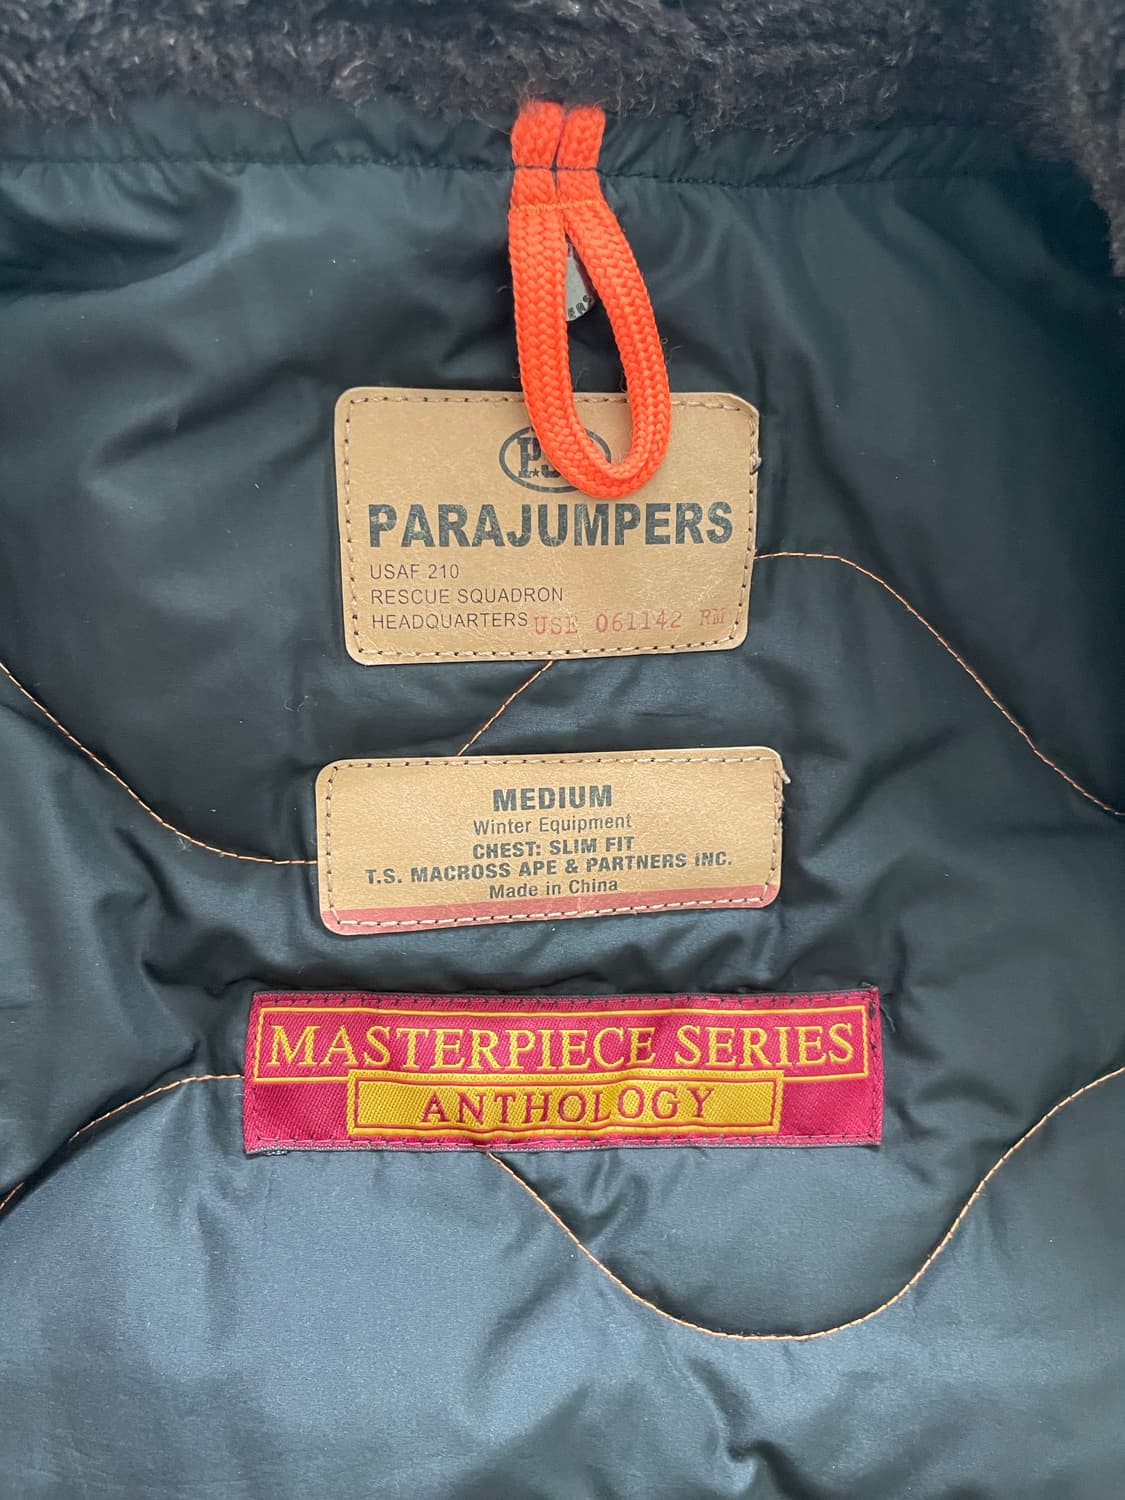 PARAJUMPERS
USAF 210
RESCUE SQUADRON
HEADQUARTERS USE 061142 RM
MEDIUM
Winter Equipment
CHEST: SLIM FIT
T.S. MACROSS APE & PARTNERS INC.
Made in China
MASTERPIECE SERIES
ANTHOLOGY